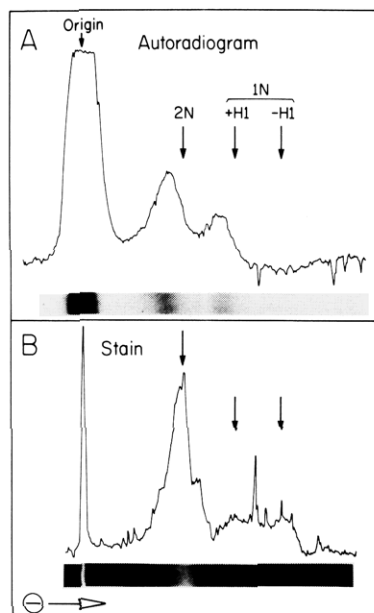 A
Origin
Autoradiogram
1N
2N
+H1
-H1
B
Stain
⊖